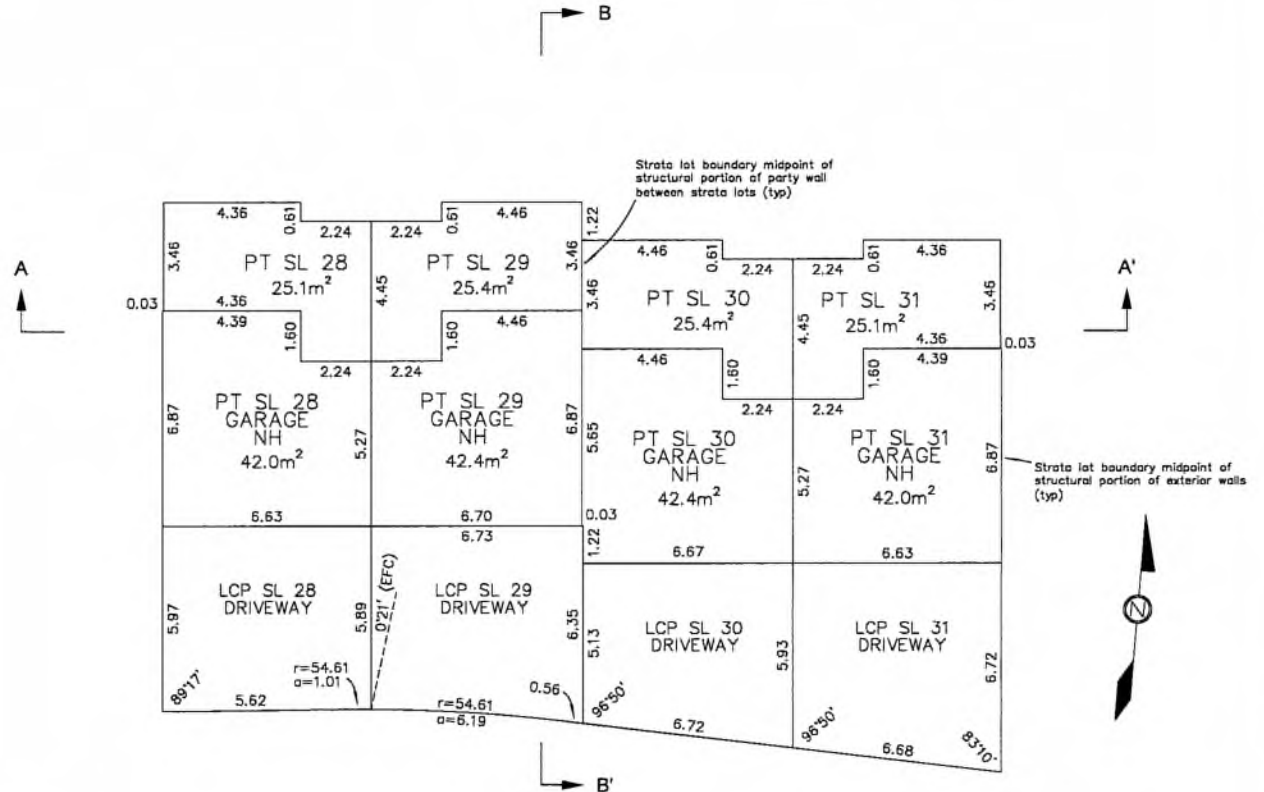 B
Strata lot boundary midpoint of
structural portion of party wall
between strata lots (typ)
4.36
0.61
2.24
2.24
0.61
4.46
1.22
3.46
PT SL 28
25.1m²
4.45
PT SL 29
25.4m²
3.46
4.46
0.61
2.24
2.24
0.61
4.36
A
A'
0.03
4.36
4.39
1.60
2.24
2.24
1.60
4.46
3.46
PT SL 30
25.4m²
4.45
PT SL 31
25.1m²
3.46
4.36
0.03
4.46
1.60
2.24
2.24
1.60
4.39
6.87
PT SL 28
GARAGE
NH
42.0m²
5.27
PT SL 29
GARAGE
NH
42.4m²
6.87
5.65
PT SL 30
GARAGE
NH
42.4m²
5.27
PT SL 31
GARAGE
NH
42.0m²
6.87
Strata lot boundary midpoint of
structural portion of exterior walls
(typ)
6.63
6.70
0.03
6.73
1.22
6.67
6.63
5.97
LCP SL 28
DRIVEWAY
5.89
0°21' (EFC)
LCP SL 29
DRIVEWAY
6.35
5.13
LCP SL 30
DRIVEWAY
5.93
LCP SL 31
DRIVEWAY
6.72
N
89°17'
5.62
r=54.61
a=1.01
r=54.61
a=6.19
0.56
96°50'
6.72
96°50'
6.68
83°10'
B'